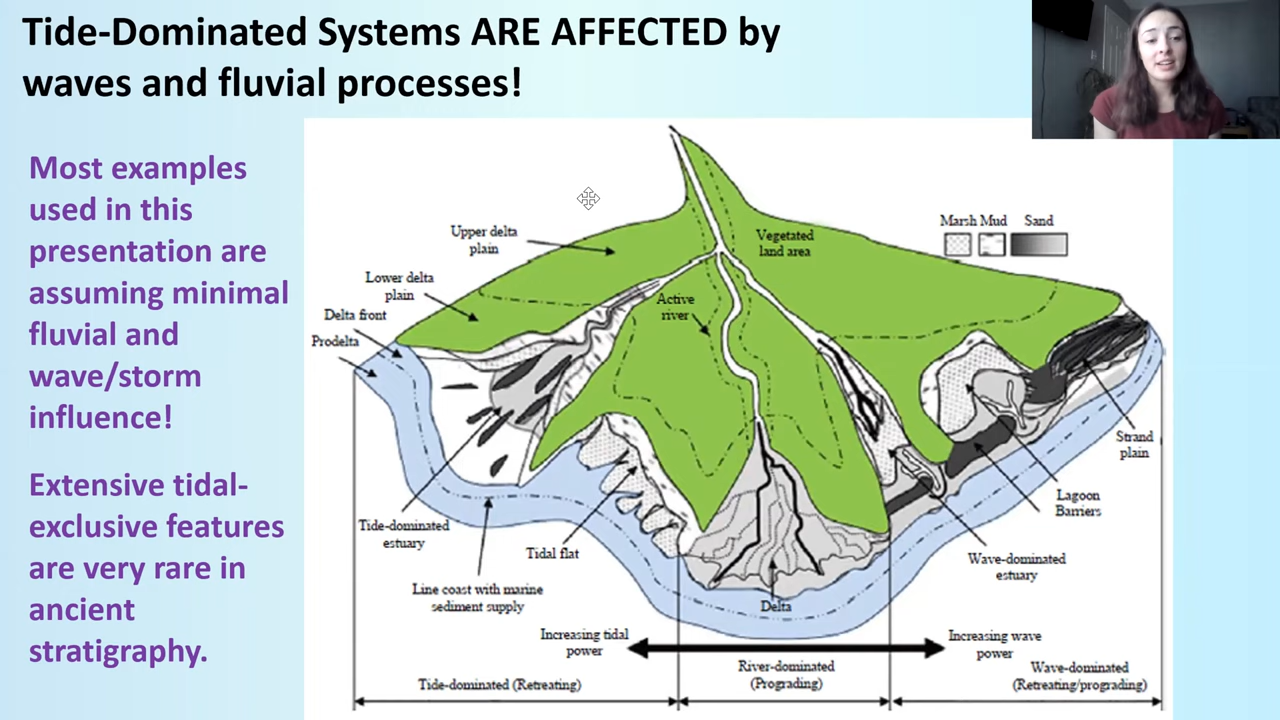 Tide-Dominated Systems ARE AFFECTED by
waves and fluvial processes!
Most examples
used in this
presentation are
assuming minimal
fluvial and
wave/storm
influence!
Extensive tidal-
exclusive features
are very rare in
ancient
stratigraphy.
Marsh Mud Sand
Upper delta
plain
Vegetated
land area
Lower delta
plain
Active
river
Delta front
Prodelta
Strand
plain
Lagoon
Barriers
Tide-dominated
estuary
Tidal flat
Wave-dominated
estuary
Line coast with marine
sediment supply
Delta
Increasing tidal
power
Increasing wave
power
Tide-dominated (Retreating)
River-dominated
(Prograding)
Wave-dominated
(Retreating/prograding)